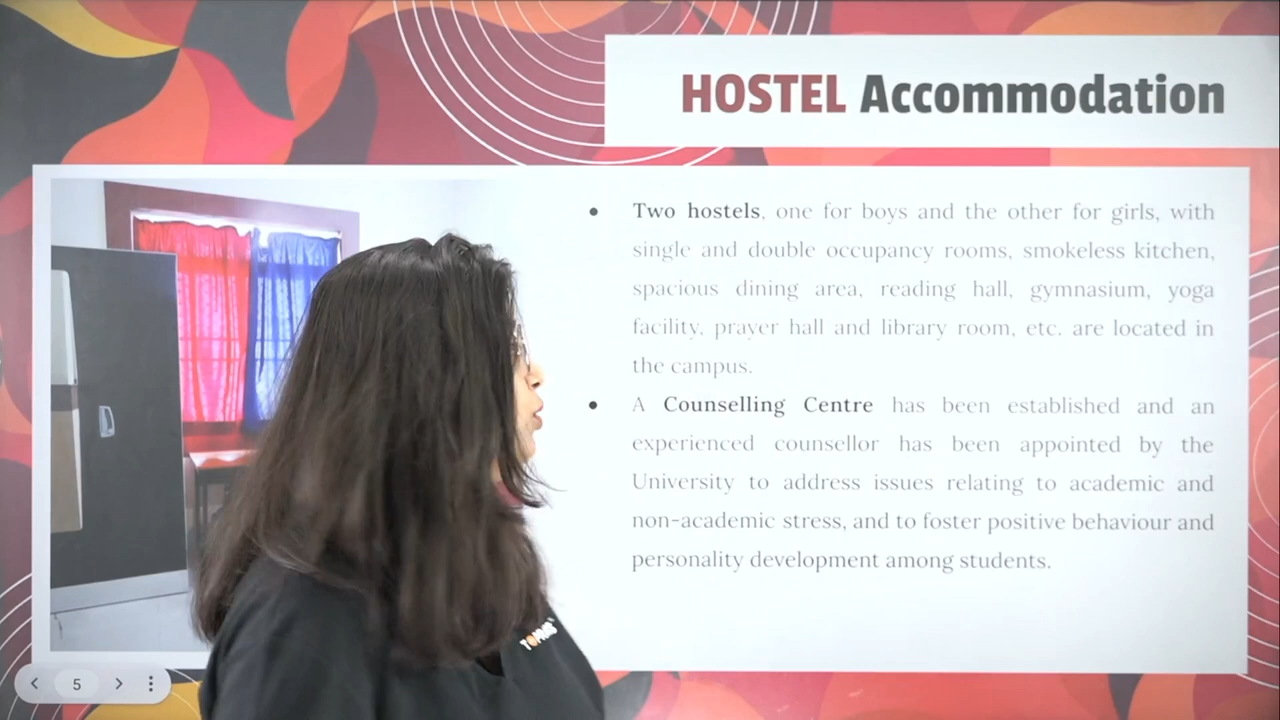 HOSTEL Accommodation
Two hostels, one for boys and the other for girls, with
single and double occupancy rooms, smokeless kitchen,
spacious dining area, reading hall, gymnasium, yoga
facility, prayer hall and library room, etc. are located in
the campus.
A Counselling Centre has been established and an
experienced counsellor has been appointed by the
University to address issues relating to academic and
non-academic stress, and to foster positive behaviour and
personality development among students.
5